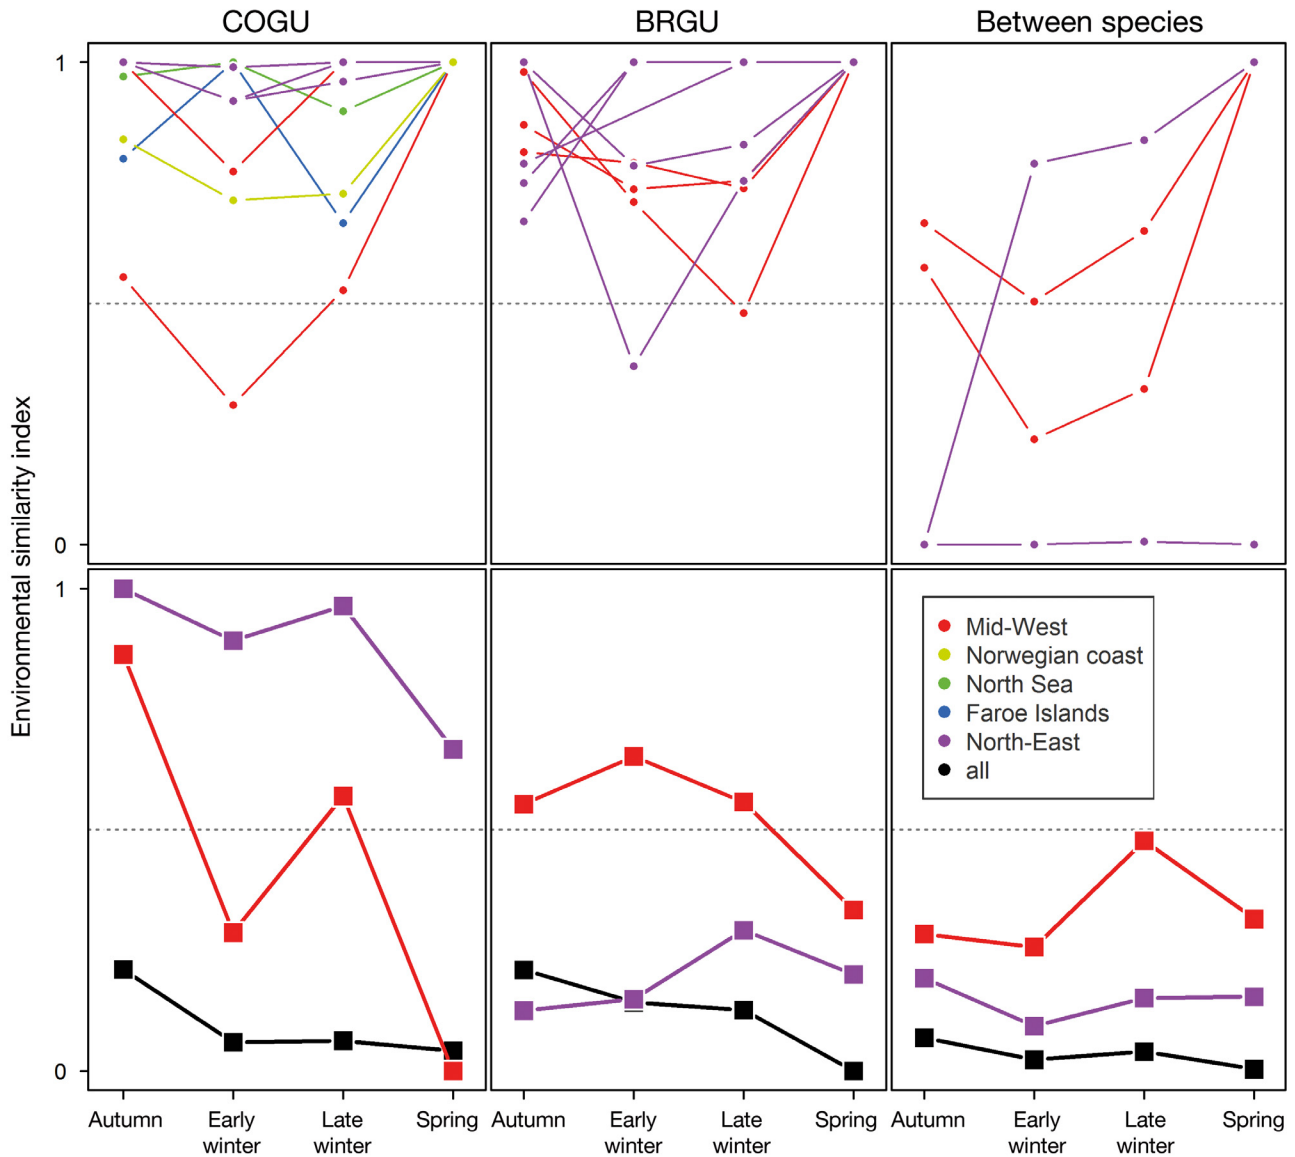 COGU
BRGU
Between species
Environmental similarity index
1
0
1
0
Mid-West
Norwegian coast
North Sea
Faroe Islands
North-East
all
Autumn
Early
winter
Late
winter
Spring
Autumn
Early
winter
Late
winter
Spring
Autumn
Early
winter
Late
winter
Spring